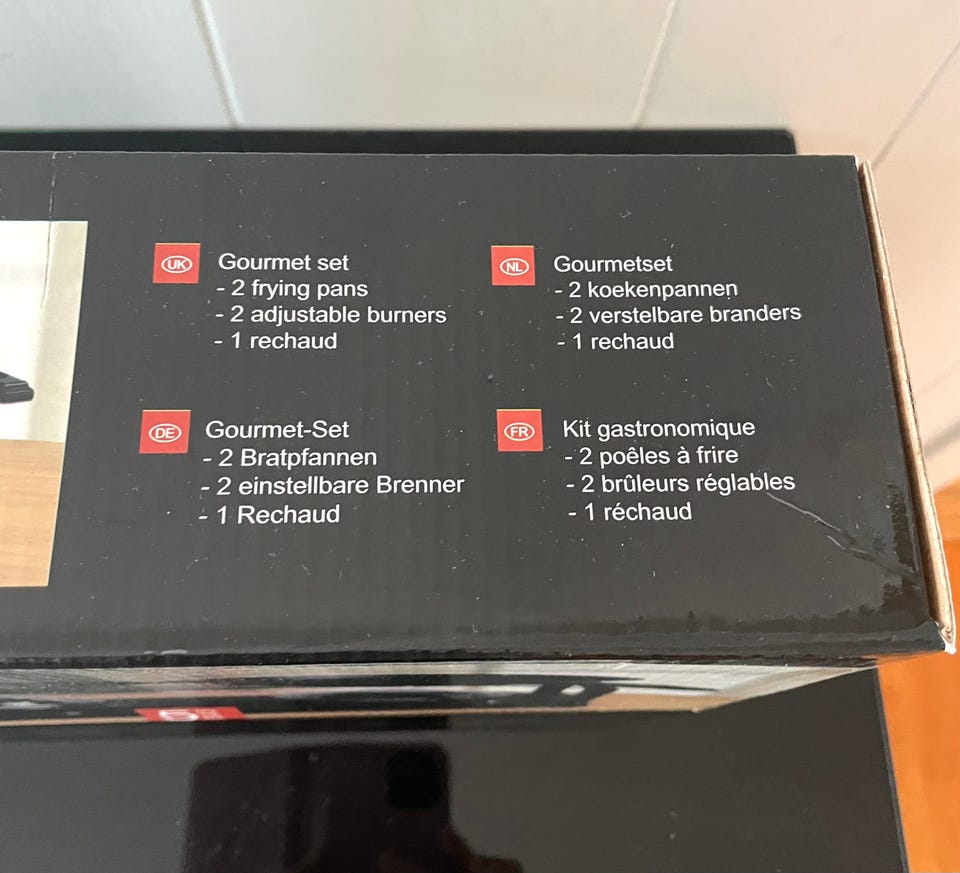 UK
Gourmet set
- 2 frying pans
- 2 adjustable burners
- 1 rechaud
NL
Gourmetset
- 2 koekenpannen
- 2 verstelbare branders
- 1 rechaud
DE
Gourmet-Set
- 2 Bratpfannen
- 2 einstellbare Brenner
- 1 Rechaud
FR
Kit gastronomique
- 2 poêles à frire
- 2 brûleurs réglables
- 1 réchaud